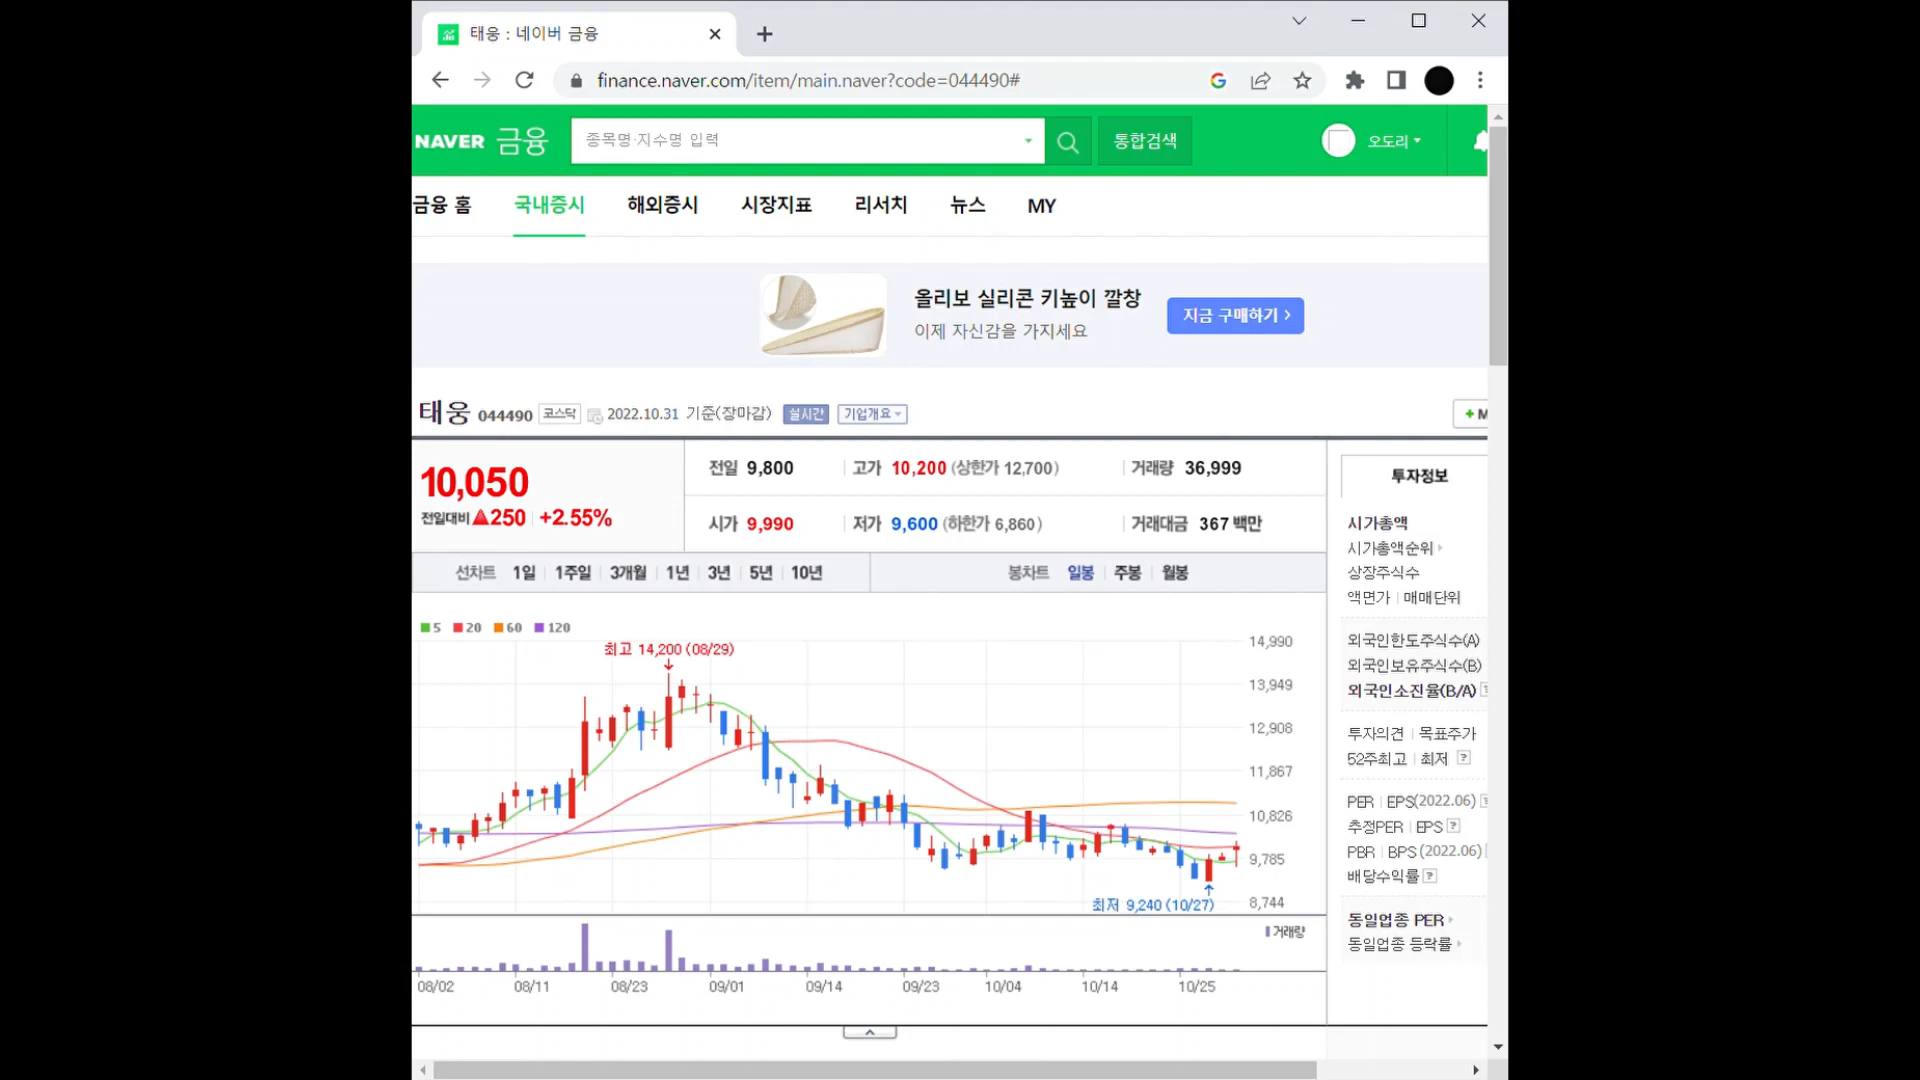 태웅 : 네이버 금융
finance.naver.com/item/main.naver?code=044490#
NAVER 금융
종목명·지수명 입력
통합검색
오도리
금융 홈 국내증시 해외증시 시장지표 리서치 뉴스 MY
올리보 실리콘 키높이 깔창
이제 자신감을 가지세요
지금 구매하기 >
태웅 044490 코스닥 2022.10.31 기준(장마감) 실시간 기업개요
+ M
10,050
전일대비 ▲250 +2.55%
전일 9,800 고가 10,200 (상한가 12,700) 거래량 36,999
시가 9,990 저가 9,600 (하한가 6,860) 거래대금 367 백만
선차트 1일 1주일 3개월 1년 3년 5년 10년 봉차트 일봉 주봉 월봉
5 20 60 120
최고 14,200 (08/29)
14,990
13,949
12,908
11,867
10,826
9,785
8,744
최저 9,240 (10/27)
거래량
08/02 08/11 08/23 09/01 09/14 09/23 10/04 10/14 10/25
투자정보
시가총액
시가총액순위
상장주식수
액면가 | 매매단위
외국인한도주식수(A)
외국인보유주식수(B)
외국인소진율(B/A) ?
투자의견 | 목표주가
52주최고 | 최저 ?
PER | EPS(2022.06)
추정PER | EPS ?
PBR | BPS (2022.06)
배당수익률 ?
동일업종 PER
동일업종 등락률